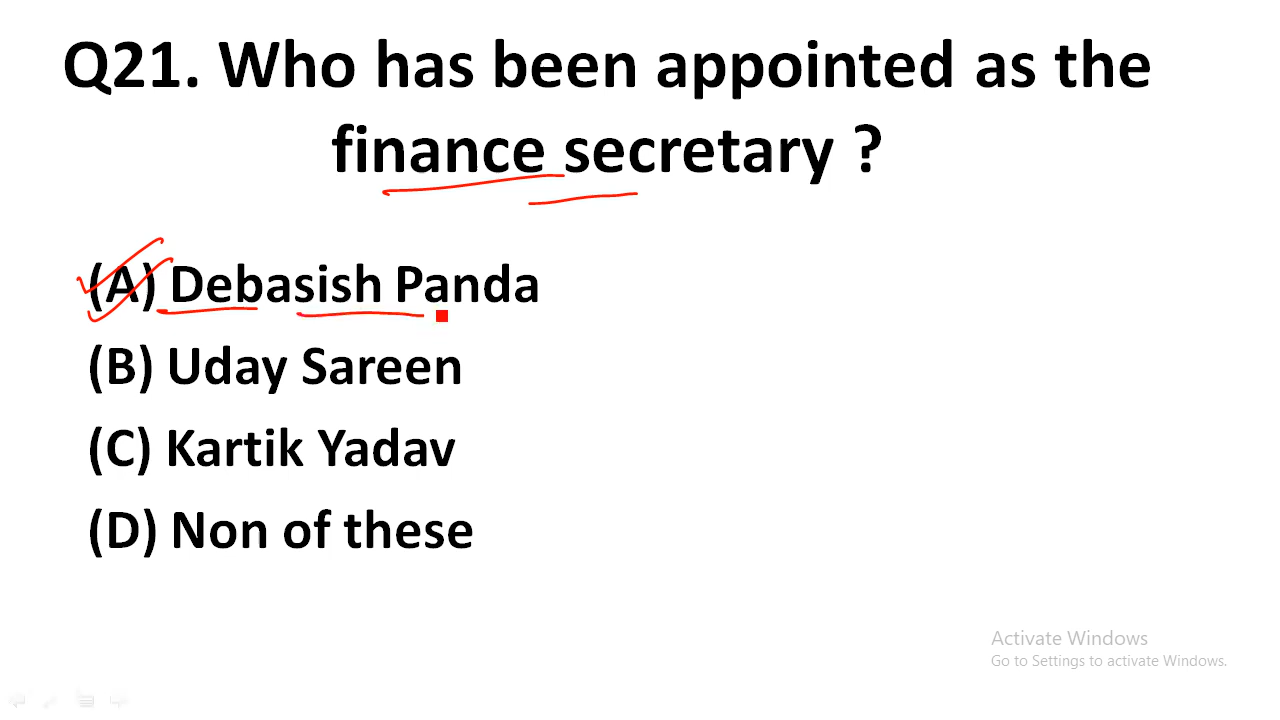 Q21. Who has been appointed as the
finance secretary ?
(A) Debasish Panda
(B) Uday Sareen
(C) Kartik Yadav
(D) Non of these
Activate Windows
Go to Settings to activate Windows.